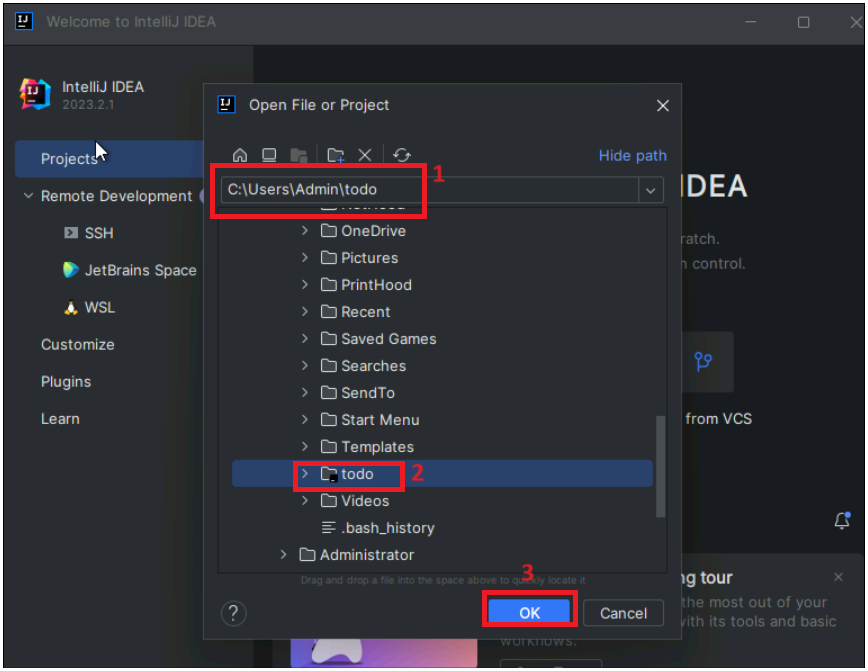 Welcome to IntelliJ IDEA
IntelliJ IDEA
2023.2.1
Projects
Remote Development
SSH
JetBrains Space
WSL
Customize
Plugins
Learn
Open File or Project
Hide path
1
C:\Users\Admin\todo
OneDrive
Pictures
PrintHood
Recent
Saved Games
Searches
SendTo
Start Menu
Templates
todo
2
Videos
.bash_history
Administrator
Drag and drop a file into the space above to quickly locate it
3
?
OK
Cancel
IDEA
ratch.
n control.
from VCS
ng tour
the most out of your
with its tools and basic
workflows.